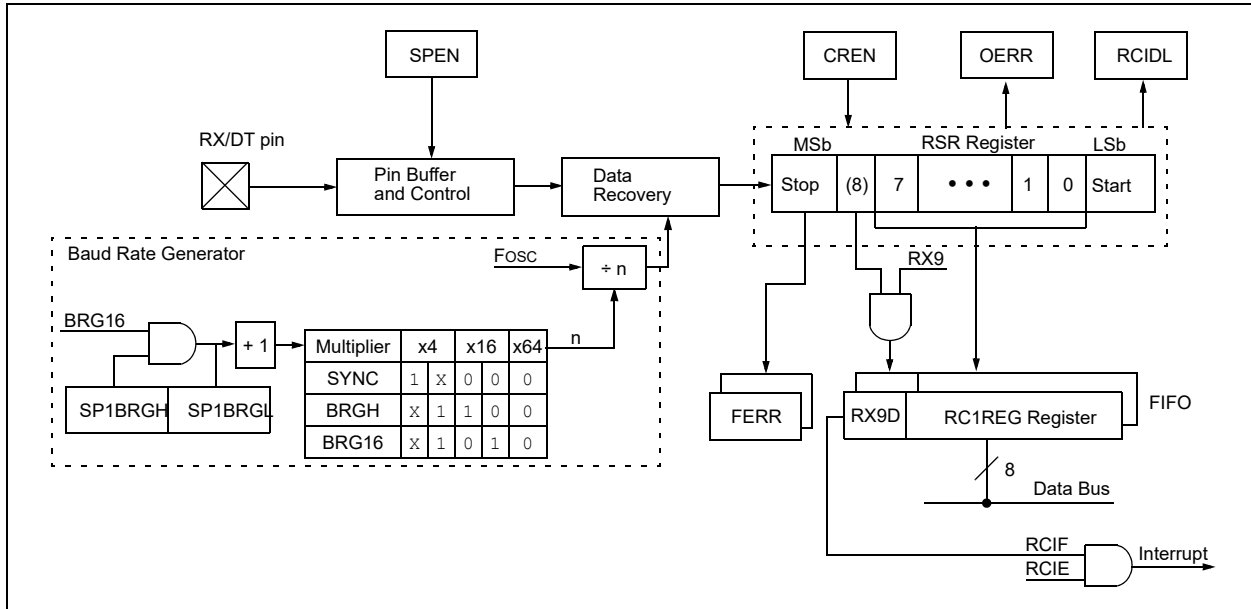 SPEN
CREN
OERR
RCIDL
RX/DT pin
MSb
RSR Register
LSb
Pin Buffer
and Control
Data
Recovery
Stop
(8)
7
• • •
1
0
Start
Baud Rate Generator
FOSC
÷ n
RX9
BRG16
+ 1
n
Multiplier x4 x16 x64
SYNC 1 X 0 0 0
BRGH X 1 1 0 0
BRG16 X 1 0 1 0
SP1BRGH
SP1BRGL
FERR
RX9D
RC1REG Register
FIFO
8
Data Bus
RCIF
RCIE
Interrupt